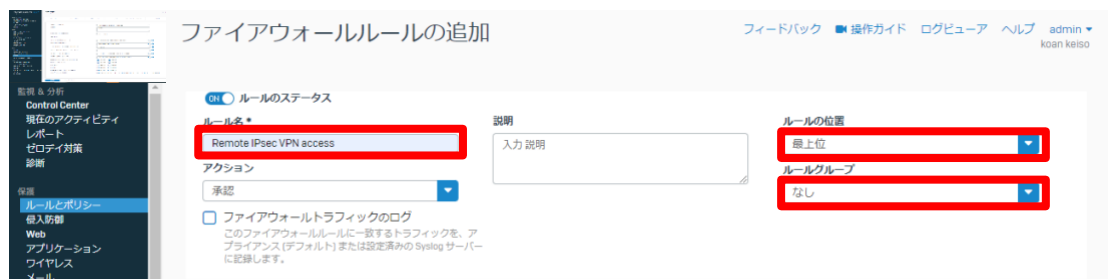 ファイアウォールルールの追加
フィードバック 操作ガイド ログビューア ヘルプ admin
koan keiso
監視 & 分析
Control Center
現在のアクティビティ
レポート
ゼロデイ対策
診断
保護
ルールとポリシー
侵入防御
Web
アプリケーション
ワイヤレス
メール
ON ルールのステータス
ルール名 *
Remote IPsec VPN access
アクション
承認
ファイアウォールトラフィックのログ
このファイアウォールルールに一致するトラフィックを、ア
プライアンス (デフォルト) または設定済みの Syslog サーバー
に記録します。
説明
入力 説明
ルールの位置
最上位
ルールグループ
なし